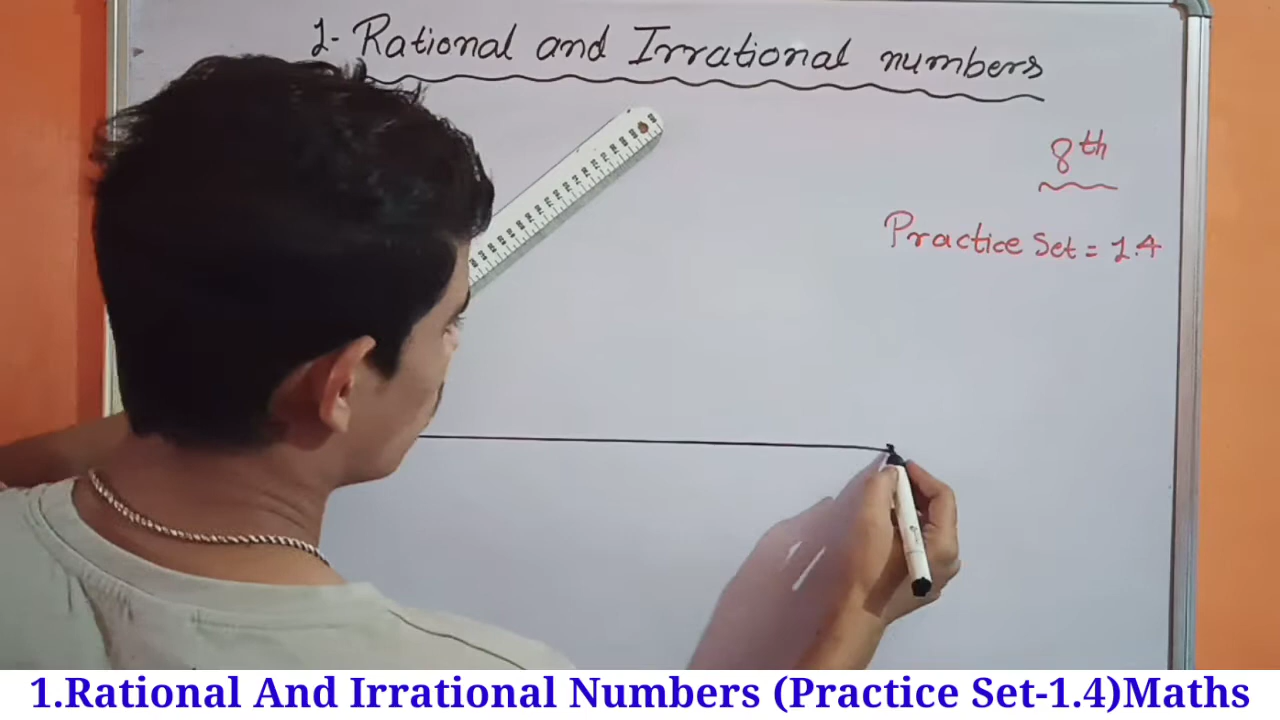 1- Rational and Irrational numbers
8th
Practice Set = 1.4
1.Rational And Irrational Numbers (Practice Set-1.4)Maths